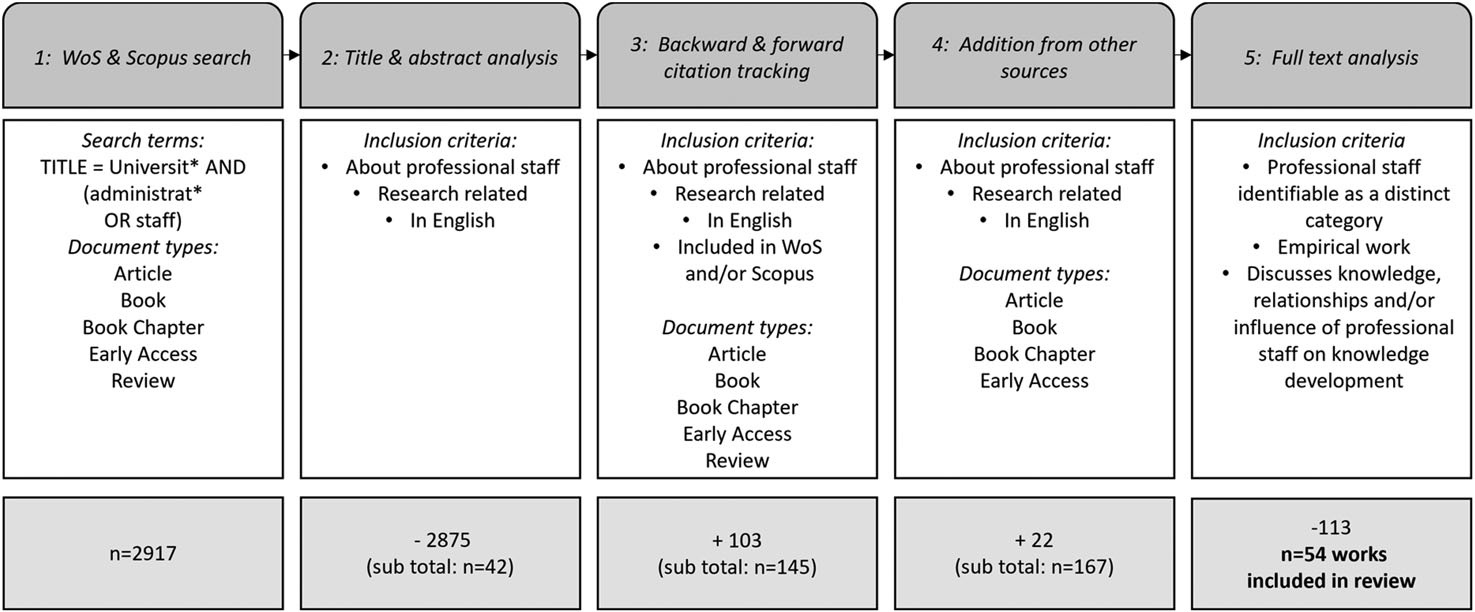 1: WoS & Scopus search
2: Title & abstract analysis
3: Backward & forward
citation tracking
4: Addition from other
sources
5: Full text analysis
Search terms:
TITLE = Universit* AND
(administrat*
OR staff)
Document types:
Article
Book
Book Chapter
Early Access
Review
Inclusion criteria:
• About professional staff
• Research related
• In English
Inclusion criteria:
• About professional staff
• Research related
• In English
• Included in WoS
and/or Scopus
Document types:
Article
Book
Book Chapter
Early Access
Review
Inclusion criteria:
• About professional staff
• Research related
• In English
Document types:
Article
Book
Book Chapter
Early Access
Inclusion criteria
• Professional staff
identifiable as a distinct
category
• Empirical work
• Discusses knowledge,
relationships and/or
influence of professional
staff on knowledge
development
n=2917
- 2875
(sub total: n=42)
+ 103
(sub total: n=145)
+ 22
(sub total: n=167)
-113
n=54 works
included in review